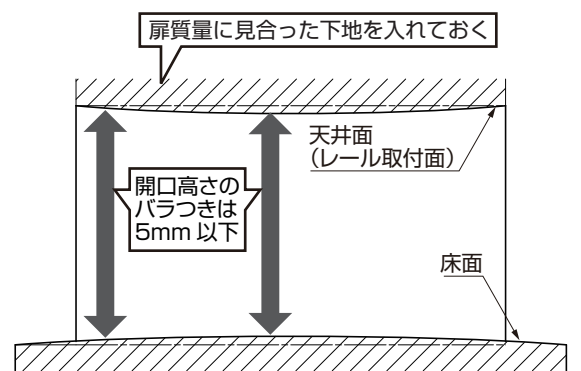 扉質量に見合った下地を入れておく
天井面
（レール取付面）
開口高さの
バラつきは
5mm 以下
床面